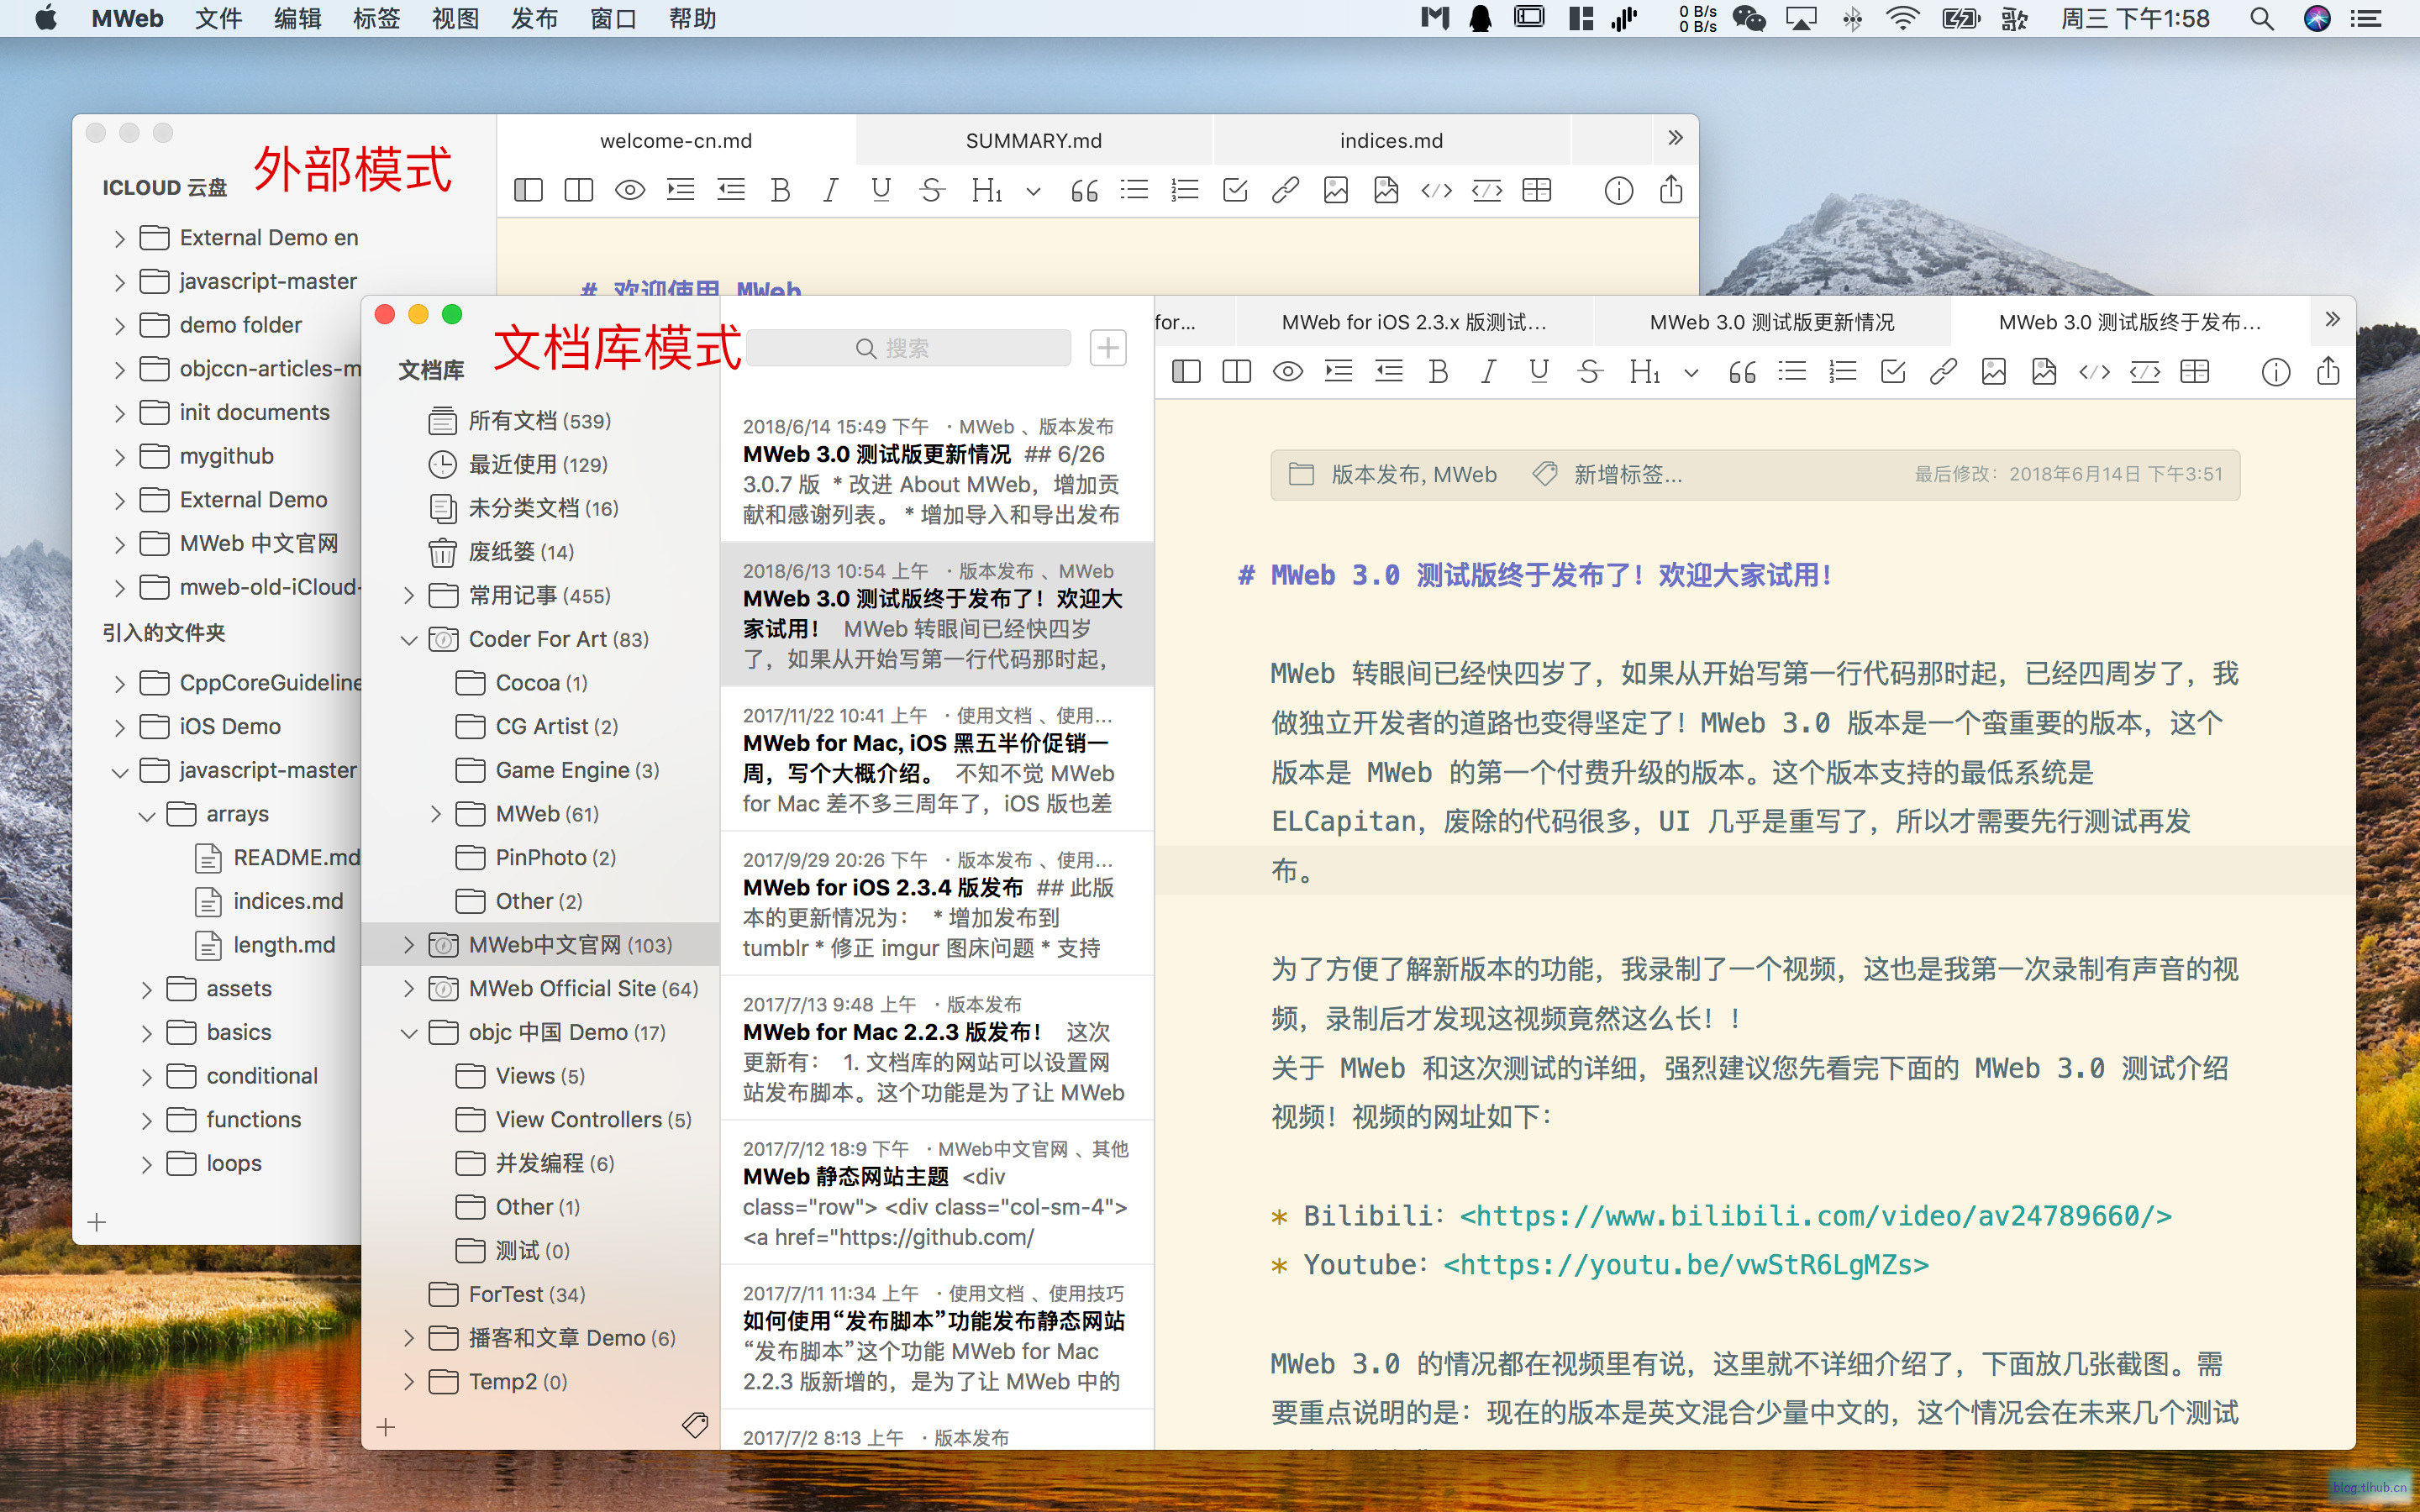 MWeb 文件 编辑 标签 视图 发布 窗口 帮助
0 B/s
0 B/s
周三 下午1:58
外部模式
ICLOUD 云盘
External Demo en
javascript-master
demo folder
objccn-articles-m
init documents
mygithub
External Demo
MWeb 中文官网
mweb-old-iCloud-
引入的文件夹
CppCoreGuideline
iOS Demo
javascript-master
arrays
README.md
indices.md
length.md
assets
basics
conditional
functions
loops
welcome-cn.md
SUMMARY.md
indices.md
# 欢迎使用 MWeb
文档库模式
文档库
所有文档 (539)
最近使用 (129)
未分类文档 (16)
废纸篓 (14)
常用记事 (455)
Coder For Art (83)
Cocoa (1)
CG Artist (2)
Game Engine (3)
MWeb (61)
PinPhoto (2)
Other (2)
MWeb中文官网 (103)
MWeb Official Site (64)
objc 中国 Demo (17)
Views (5)
View Controllers (5)
并发编程 (6)
Other (1)
测试 (0)
ForTest (34)
播客和文章 Demo (6)
Temp2 (0)
搜索
2018/6/14 15:49 下午 · MWeb 、版本发布
MWeb 3.0 测试版更新情况 ## 6/26
3.0.7 版 * 改进 About MWeb，增加贡
献和感谢列表。 * 增加导入和导出发布
2018/6/13 10:54 上午 · 版本发布 、MWeb
MWeb 3.0 测试版终于发布了！欢迎大
家试用！ MWeb 转眼间已经快四岁
了，如果从开始写第一行代码那时起，
2017/11/22 10:41 上午 · 使用文档 、使用...
MWeb for Mac, iOS 黑五半价促销一
周，写个大概介绍。 不知不觉 MWeb
for Mac 差不多三周年了，iOS 版也差
2017/9/29 20:26 下午 · 版本发布 、使用...
MWeb for iOS 2.3.4 版发布 ## 此版
本的更新情况为： * 增加发布到
tumblr * 修正 imgur 图床问题 * 支持
2017/7/13 9:48 上午 · 版本发布
MWeb for Mac 2.2.3 版发布！ 这次
更新有： 1. 文档库的网站可以设置网
站发布脚本。这个功能是为了让 MWeb
2017/7/12 18:9 下午 · MWeb中文官网 、其他
MWeb 静态网站主题 <div
class="row"> <div class="col-sm-4">
<a href="https://github.com/
2017/7/11 11:34 上午 · 使用文档 、使用技巧
如何使用“发布脚本”功能发布静态网站
“发布脚本”这个功能 MWeb for Mac
2.2.3 版新增的，是为了让 MWeb 中的
2017/7/2 8:13 上午 · 版本发布
for...
MWeb for iOS 2.3.x 版测试...
MWeb 3.0 测试版更新情况
MWeb 3.0 测试版终于发布...
版本发布, MWeb 新增标签... 最后修改：2018年6月14日 下午3:51
# MWeb 3.0 测试版终于发布了！欢迎大家试用！
MWeb 转眼间已经快四岁了，如果从开始写第一行代码那时起，已经四周岁了，我
做独立开发者的道路也变得坚定了！MWeb 3.0 版本是一个蛮重要的版本，这个
版本是 MWeb 的第一个付费升级的版本。这个版本支持的最低系统是
ELCapitan，废除的代码很多，UI 几乎是重写了，所以才需要先行测试再发
布。
为了方便了解新版本的功能，我录制了一个视频，这也是我第一次录制有声音的视
频，录制后才发现这视频竟然这么长！！
关于 MWeb 和这次测试的详细，强烈建议您先看完下面的 MWeb 3.0 测试介绍
视频！视频的网址如下：
* Bilibili：<https://www.bilibili.com/video/av24789660/>
* Youtube：<https://youtu.be/vwStR6LgMZs>
MWeb 3.0 的情况都在视频里有说，这里就不详细介绍了，下面放几张截图。需
要重点说明的是：现在的版本是英文混合少量中文的，这个情况会在未来几个测试
blog.tlhub.cn